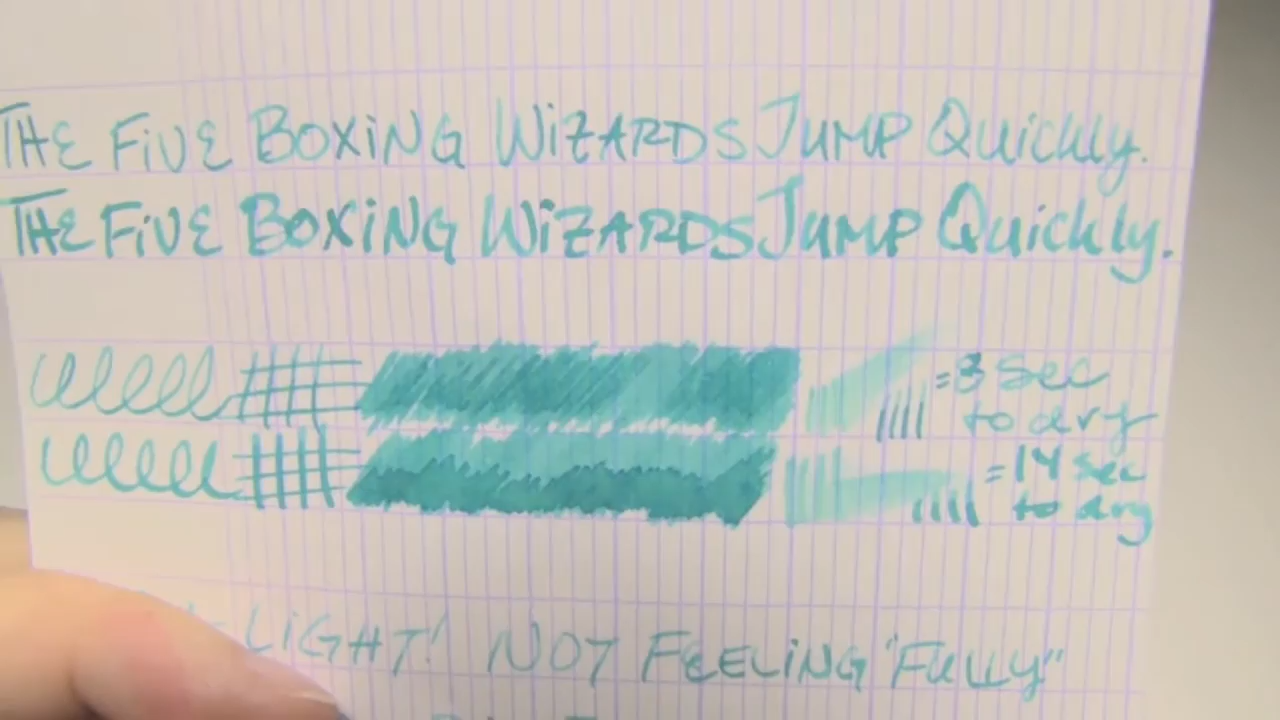 THE FiVE BOXiNG WiZARDS JUMP Quickly.
THE FiVE BOXiNG WiZARDS JUMP Quickly.
=3 sec
to dry
=14 sec
to dry
LiGHT! NOT FEELiNG "FULLY"